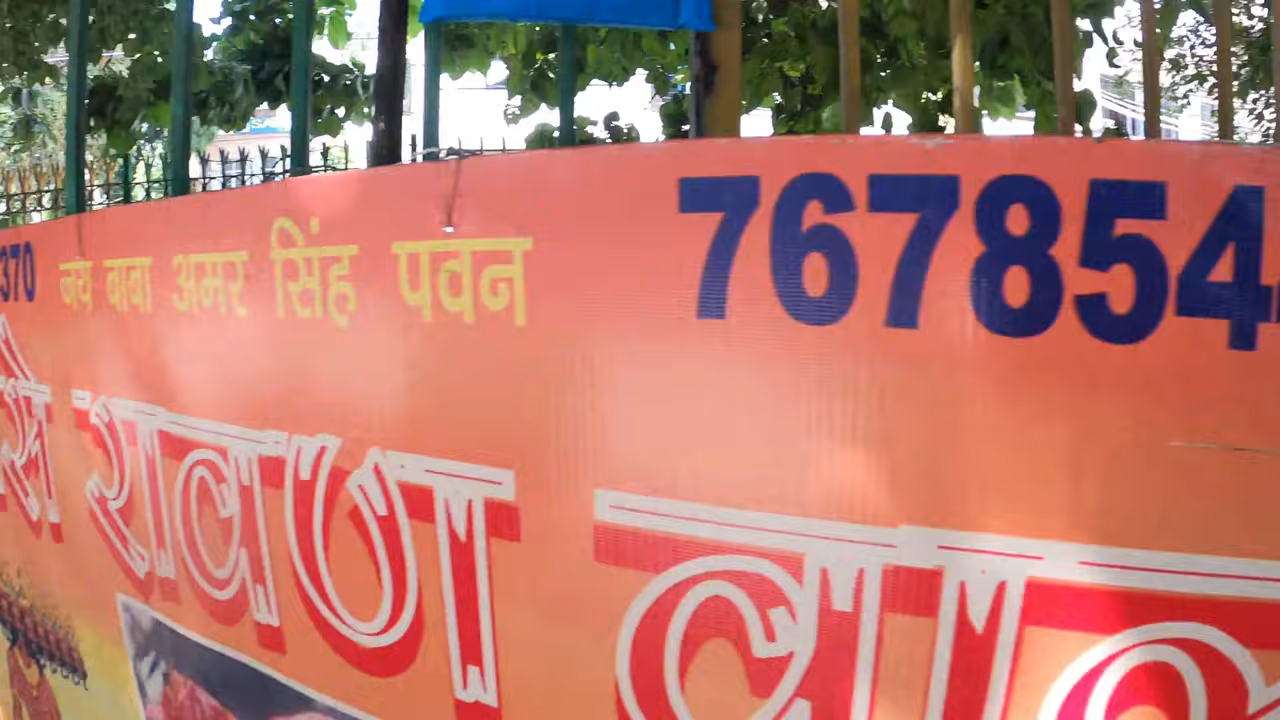 370 जय बाबा अमर सिंह पवन 767854
से रावण वाल